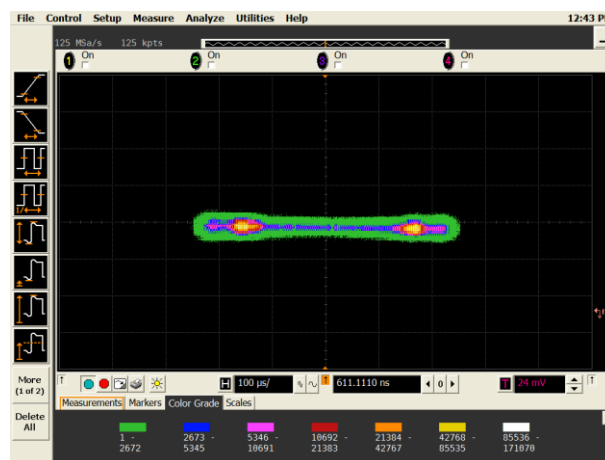 File Control Setup Measure Analyze Utilities Help 12:43 PM
125 MSa/s 125 kpts
1 On 2 On 3 On 4 On
More
(1 of 2)
Delete
All
H 100 µs/ 611.1110 ns 0 T 24 mV
Measurements Markers Color Grade Scales
1 - 2673 - 5346 - 10692 - 21384 - 42768 - 85536 -
2672 5345 10691 21383 42767 85535 171070